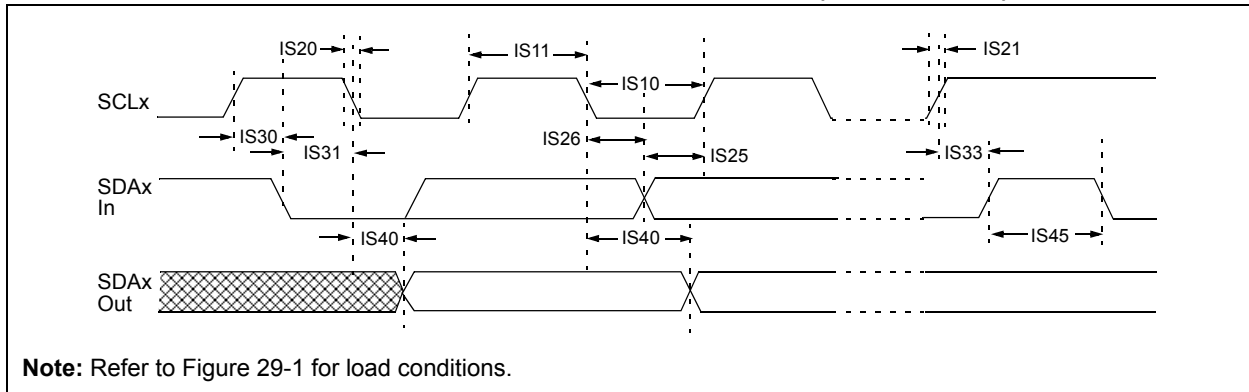 IS20
IS11
IS21
IS10
SCLx
IS30
IS26
IS31
IS25
IS33
SDAx
In
IS40
IS40
IS45
SDAx
Out
Note: Refer to Figure 29-1 for load conditions.